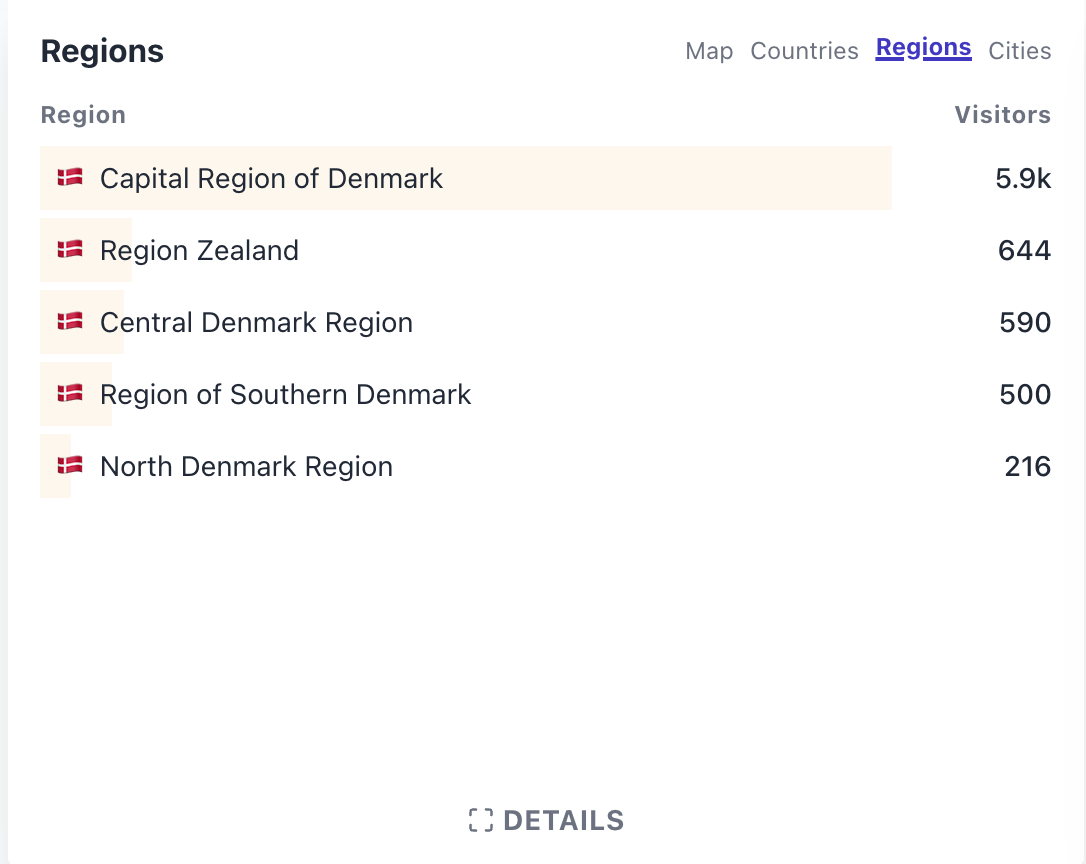 Regions Map Countries Regions Cities
Region Visitors
Capital Region of Denmark 5.9k
Region Zealand 644
Central Denmark Region 590
Region of Southern Denmark 500
North Denmark Region 216
DETAILS